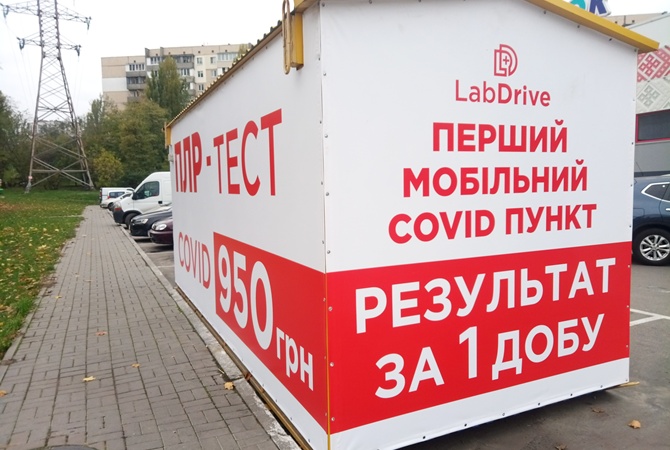 LabDrive
ПЕРШИЙ
МОБІЛЬНИЙ
COVID ПУНКТ
РЕЗУЛЬТАТ
ЗА 1 ДОБУ
ПЛР - ТЕСТ
COVID 950 грн